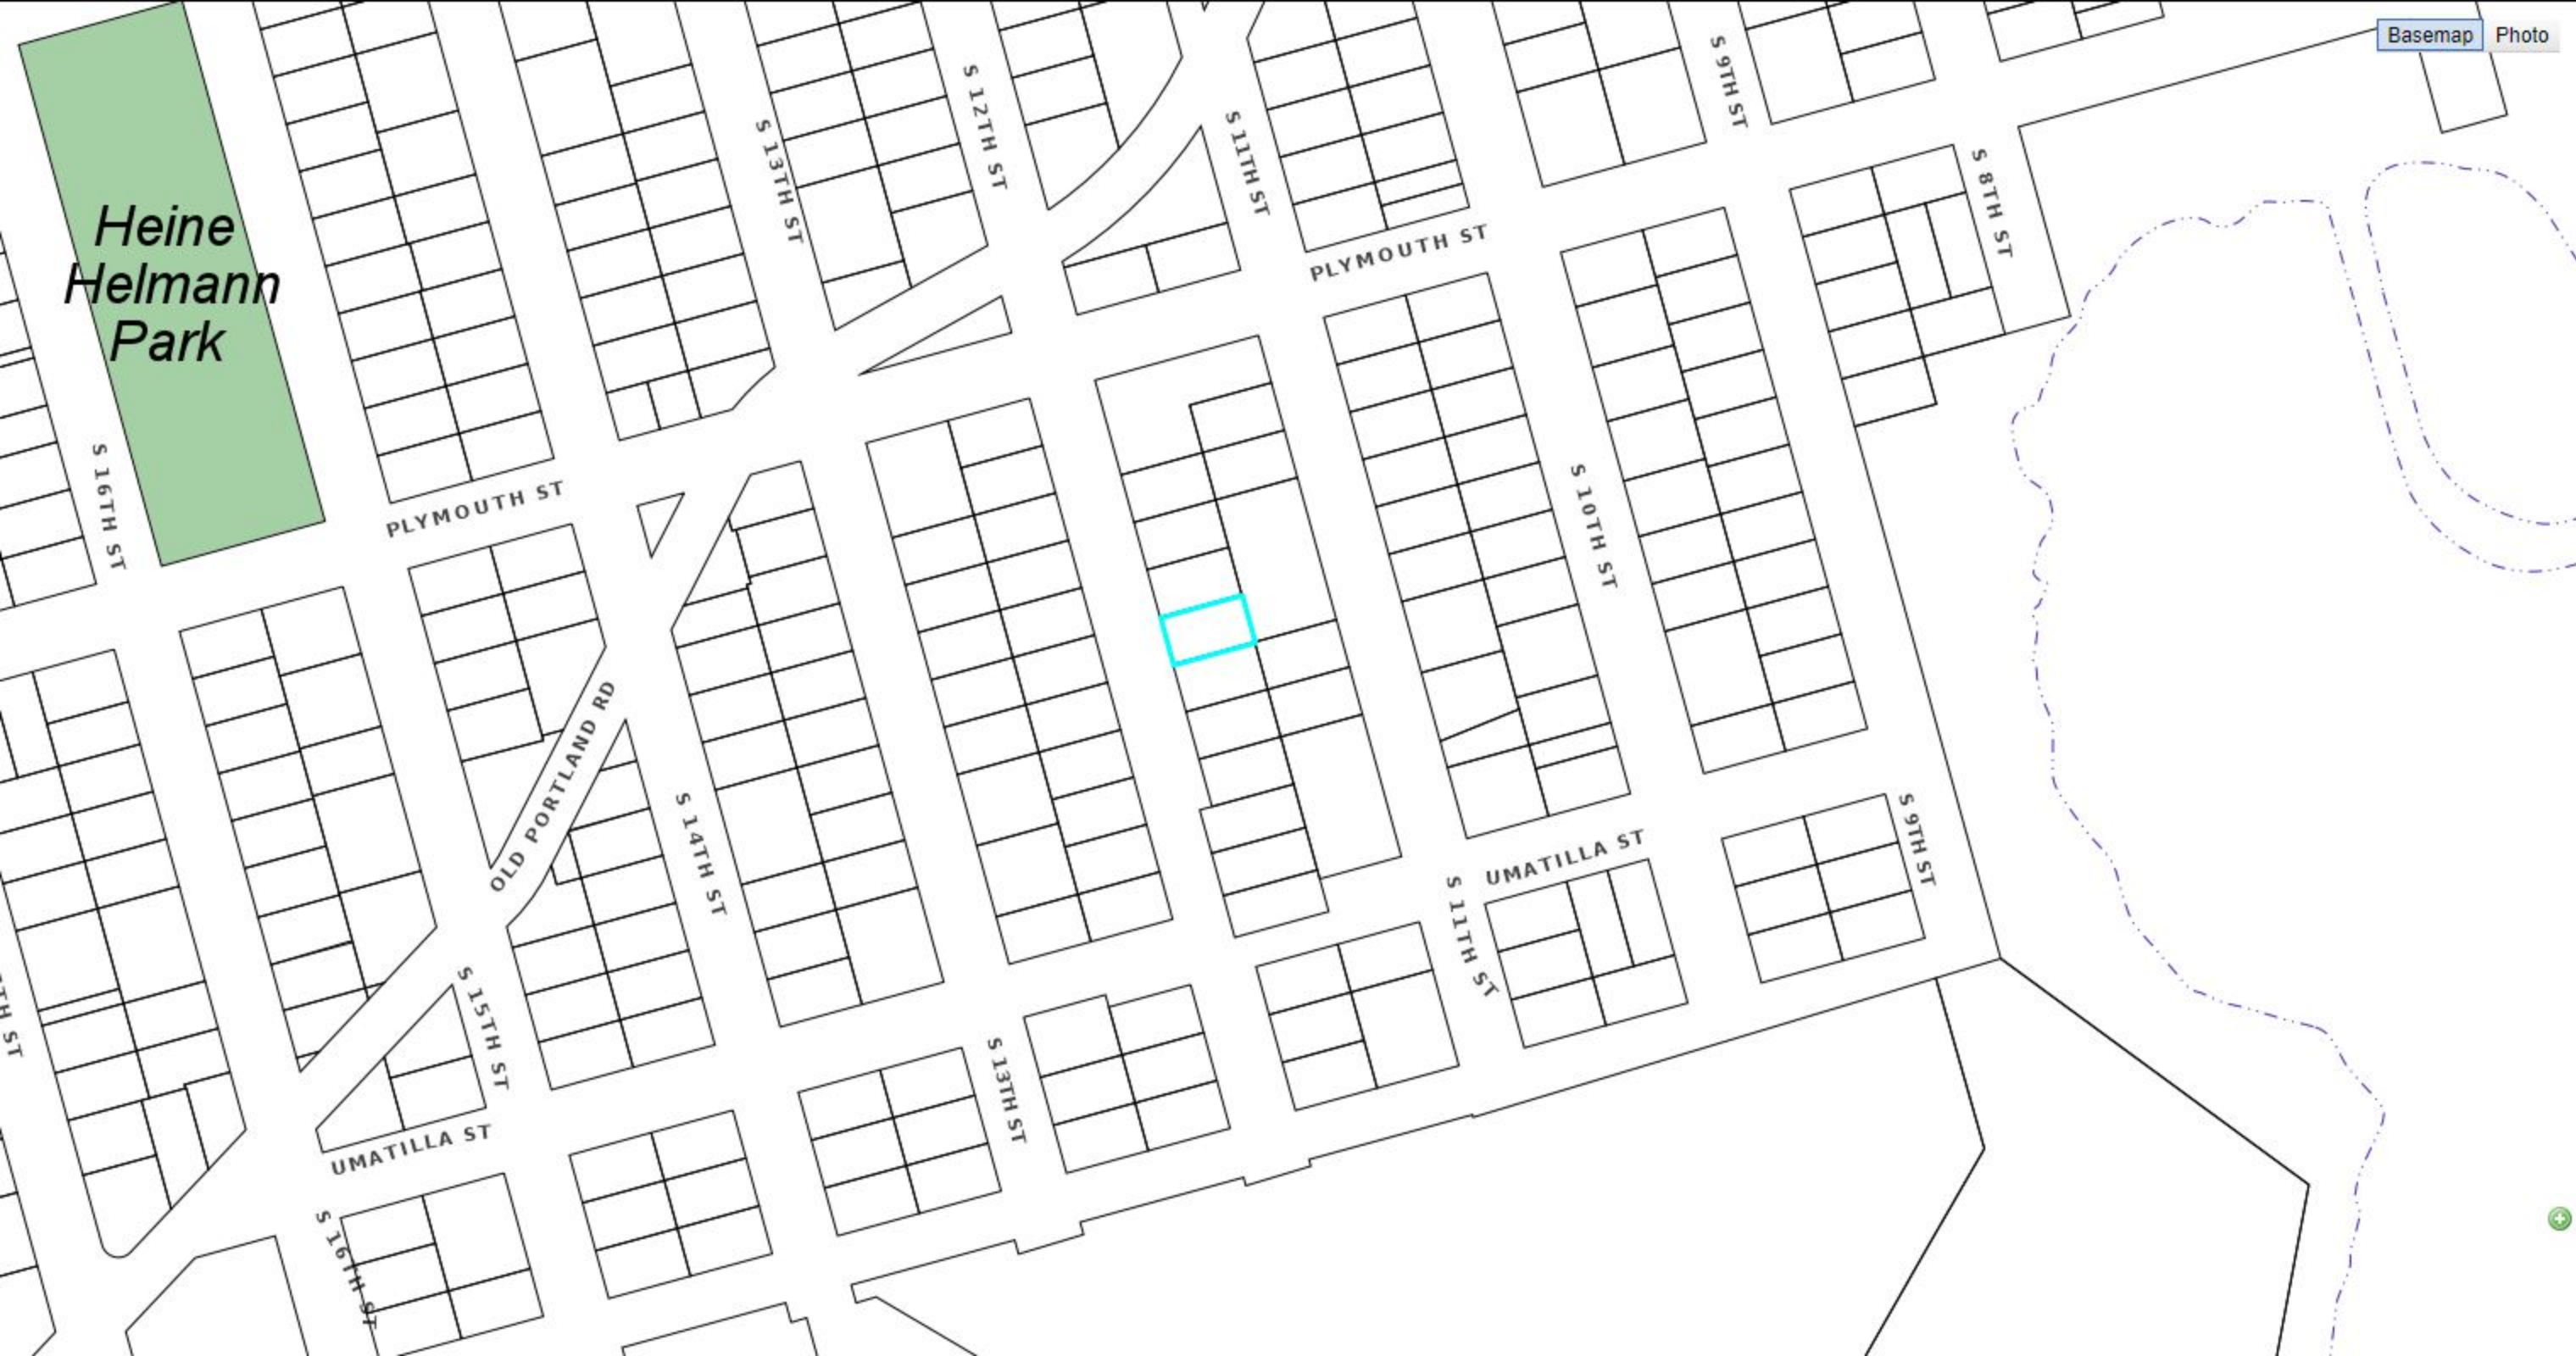 Basemap
Photo
S 9TH ST
S 12TH ST
S 11TH ST
S 13TH ST
S 8TH ST
Heine
Helmann
Park
PLYMOUTH ST
S 16TH ST
PLYMOUTH ST
S 10TH ST
OLD PORTLAND RD
S 14TH ST
S 9TH ST
UMATILLA ST
S 11TH ST
S 15TH ST
TH ST
S 13TH ST
UMATILLA ST
S 16TH ST